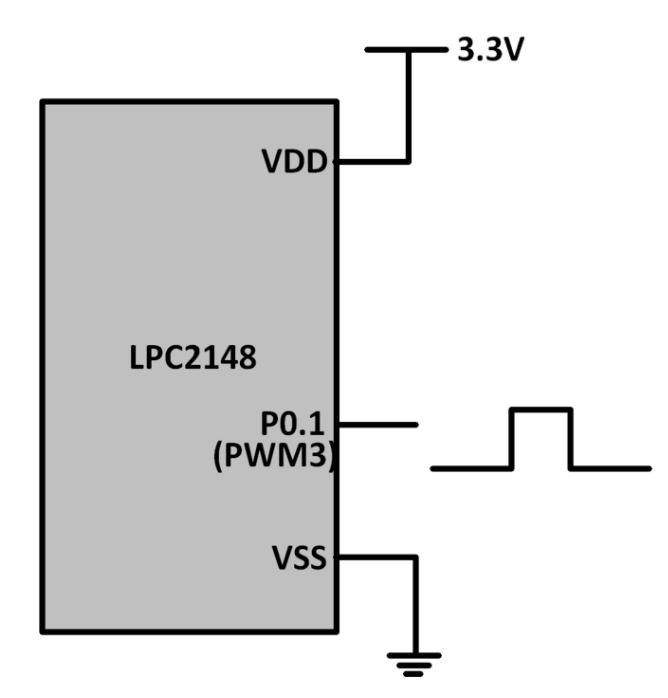 3.3V
VDD
LPC2148
P0.1
(PWM3)
VSS